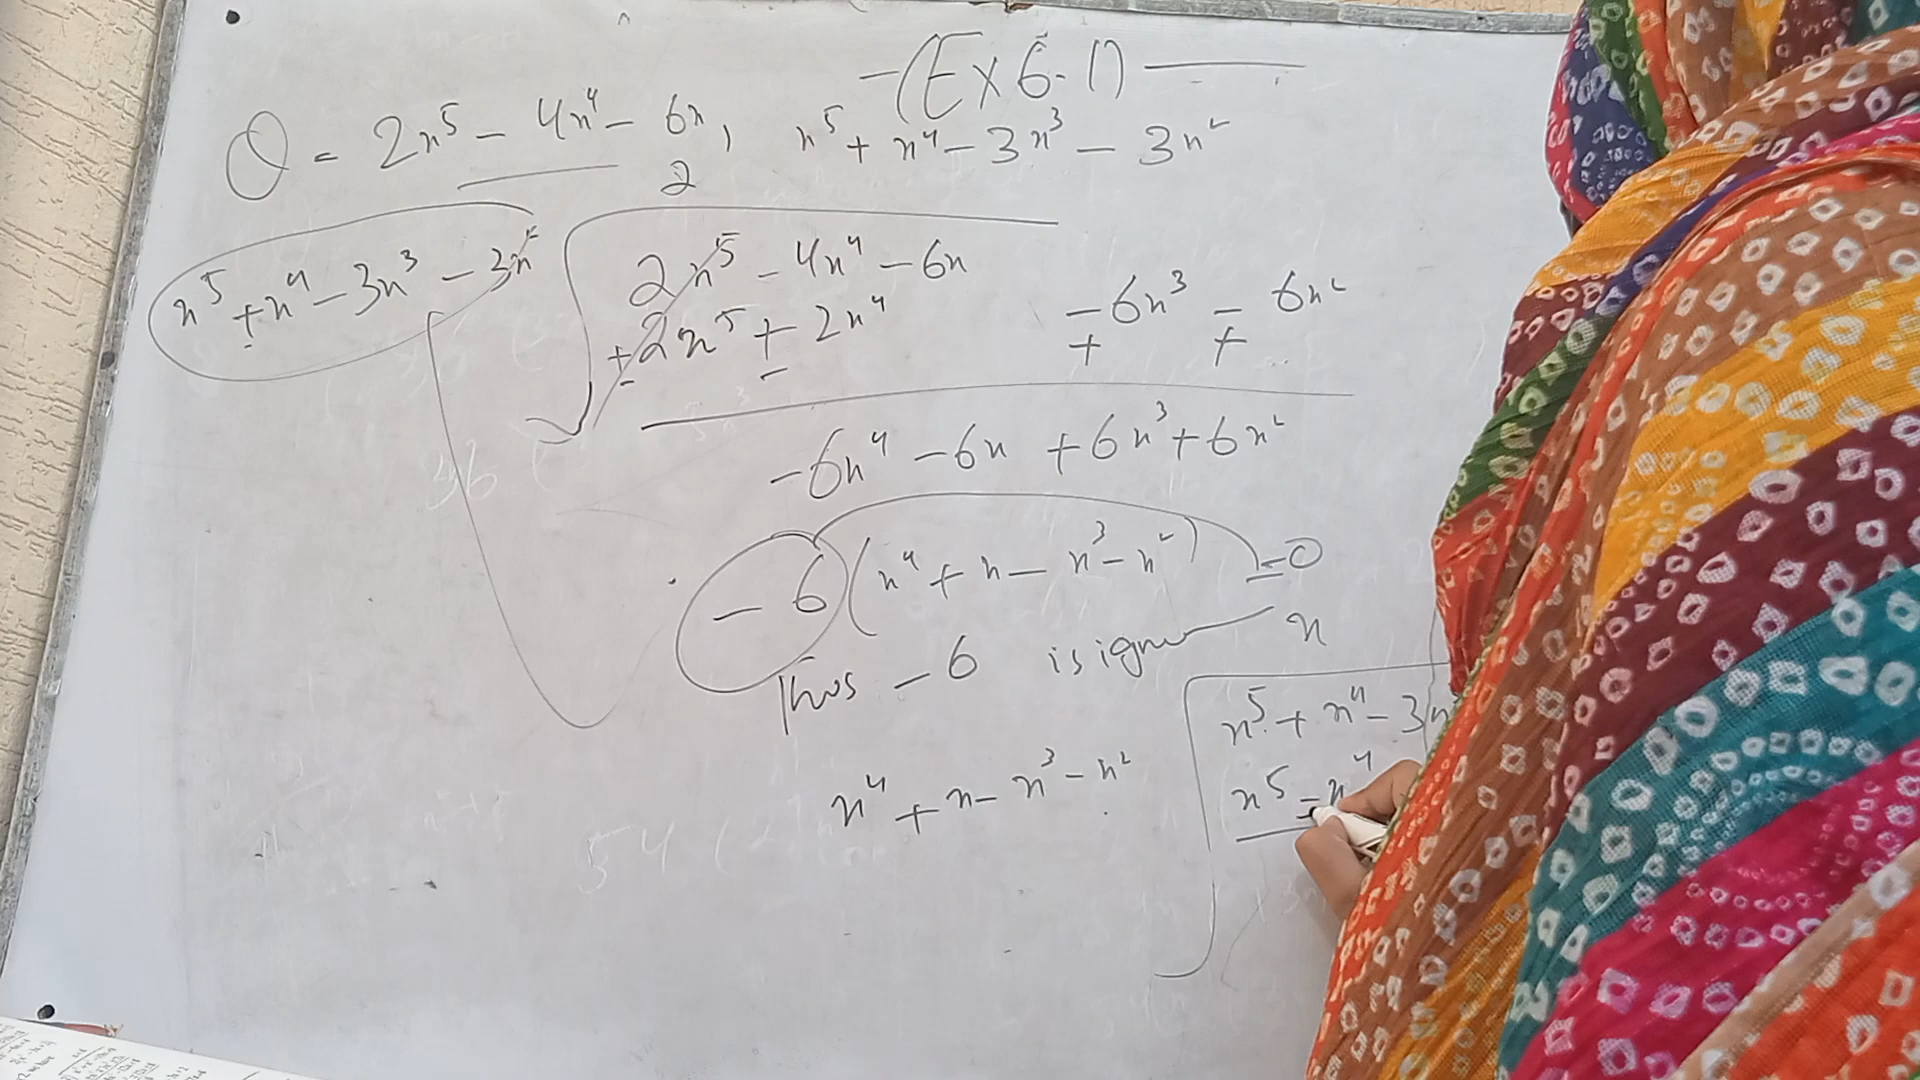 (Ex 6.1)
Q = 2x⁵ - 4x⁴ - 6x, x⁵ + x⁴ - 3x³ - 3x²
2
x⁵ + x⁴ - 3x³ - 3x² 2x⁵ - 4x⁴ - 6x
+2x⁵ + 2x⁴ - 6x³ - 6x²
- - + +
-6x⁴ - 6x + 6x³ + 6x²
-6 (x⁴ + x - x³ - x²) = 0
Thus - 6 is
x
x⁴ + x - x³ - x² x⁵ + x⁴ - 3x
x⁵ - x⁴